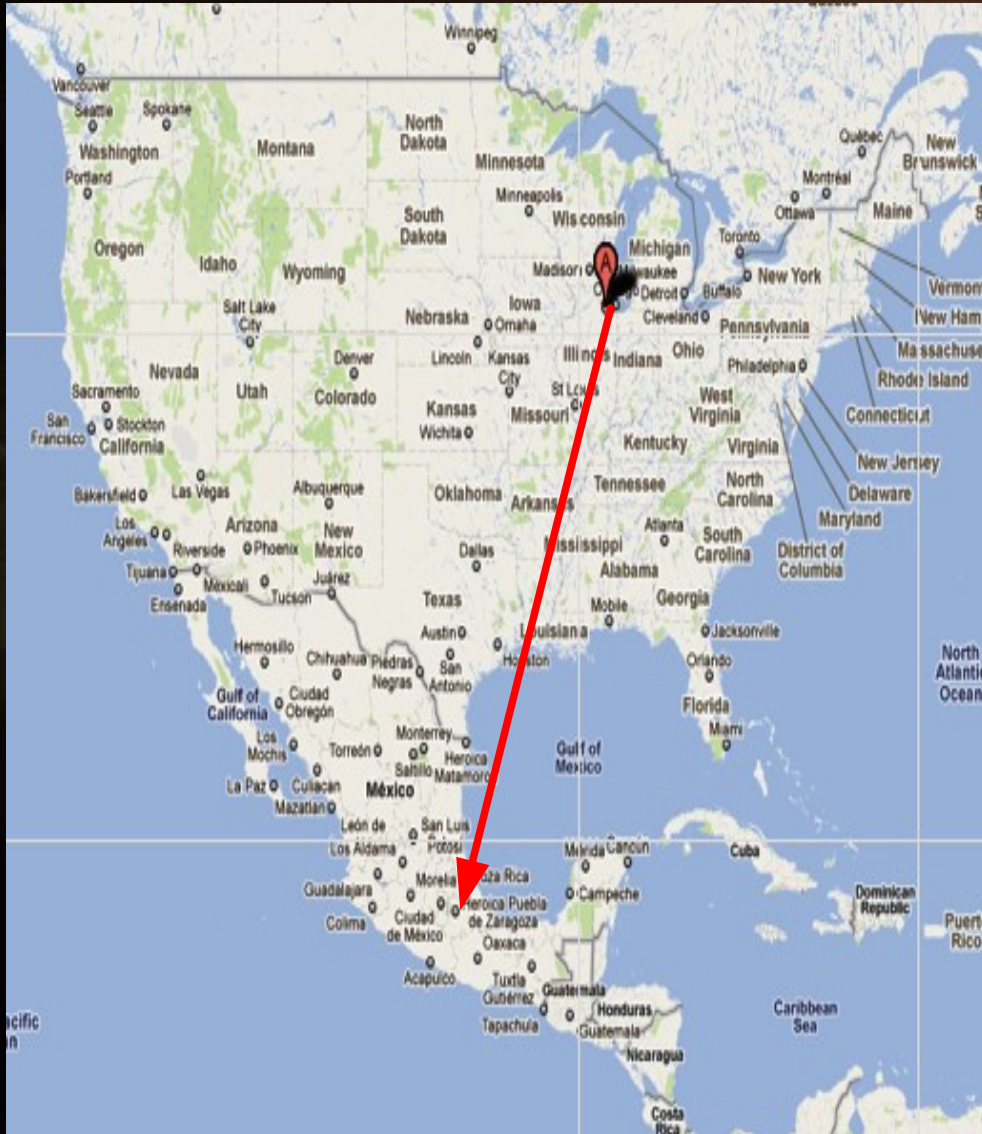 Winnipeg
Vancouver
Seattle
Spokane
Washington
Montana
North
Dakota
Minnesota
Québec
New
Brunswick
Portland
Minneapolis
Montréal
Ottawa
Maine
Oregon
Idaho
Wyoming
South
Dakota
Wisconsin
Michigan
Toronto
A
Madison
Detroit
Buffalo
New York
Vermont
Salt Lake
City
Nebraska
Iowa
Omaha
Cleveland
Pennsylvania
Nevada
Utah
Denver
Colorado
Lincoln
Kansas
City
Illinois
Indiana
Ohio
Philadelphia
Massachuse
Rhode Island
Sacramento
Stockton
San
Francisco
California
Kansas
Wichita
Missouri
West
Virginia
Connecticut
Kentucky
Virginia
New Jersey
Bakersfield
Las Vegas
Albuquerque
Oklahoma
Arkansas
Tennessee
North
Carolina
Delaware
Maryland
Los
Angeles
Arizona
Phoenix
New
Mexico
Dallas
Mississippi
Atlanta
South
Carolina
District of
Columbia
Riverside
Tijuana
Mexicali
Ensenada
Tucson
Juárez
Texas
Alabama
Georgia
Mobile
Jacksonville
Austin
Louisiana
Hermosillo
Chihuahua
Piedras
Negras
San
Antonio
Houston
Orlando
Florida
North
Atlantic
Ocean
Gulf of
California
Ciudad
Obregón
Los
Mochis
Torreón
Monterrey
Saltillo
Heroica
Gulf of
Mexico
Miami
La Paz
Culiacan
Mazatlan
México
León de
Los Aldama
San Luis
Potosí
Mérida
Cancún
Cuba
Guadalajara
Morelia
Rica
Campeche
Dominican
Republic
Colima
Ciudad
de México
Heroica Puebla
de Zaragoza
Puert
Rico
Oaxaca
Acapulco
Tuxtla
Gutiérrez
Guatemala
Honduras
Caribbean
Sea
Tapachula
Guatemala
Nicaragua
Costa
Rica